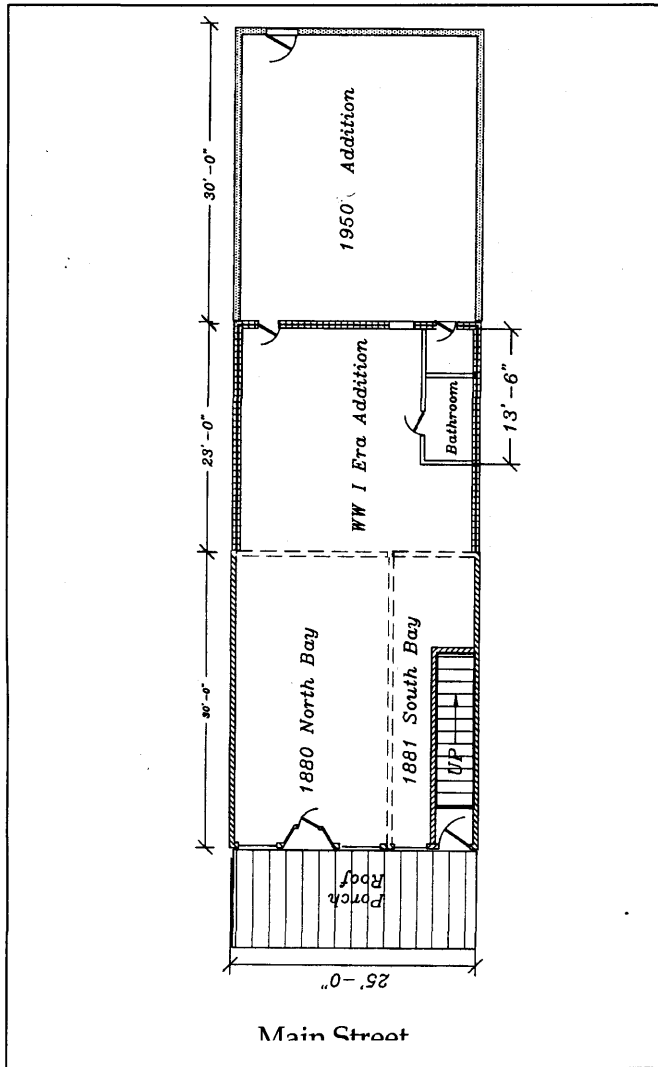 30'-0"
1950 Addition
23'-0"
WW I Era Addition
Bathroom
13'-6"
30'-0"
1880 North Bay
1881 South Bay
UP
Porch
Roof
25'-0"
Main Street